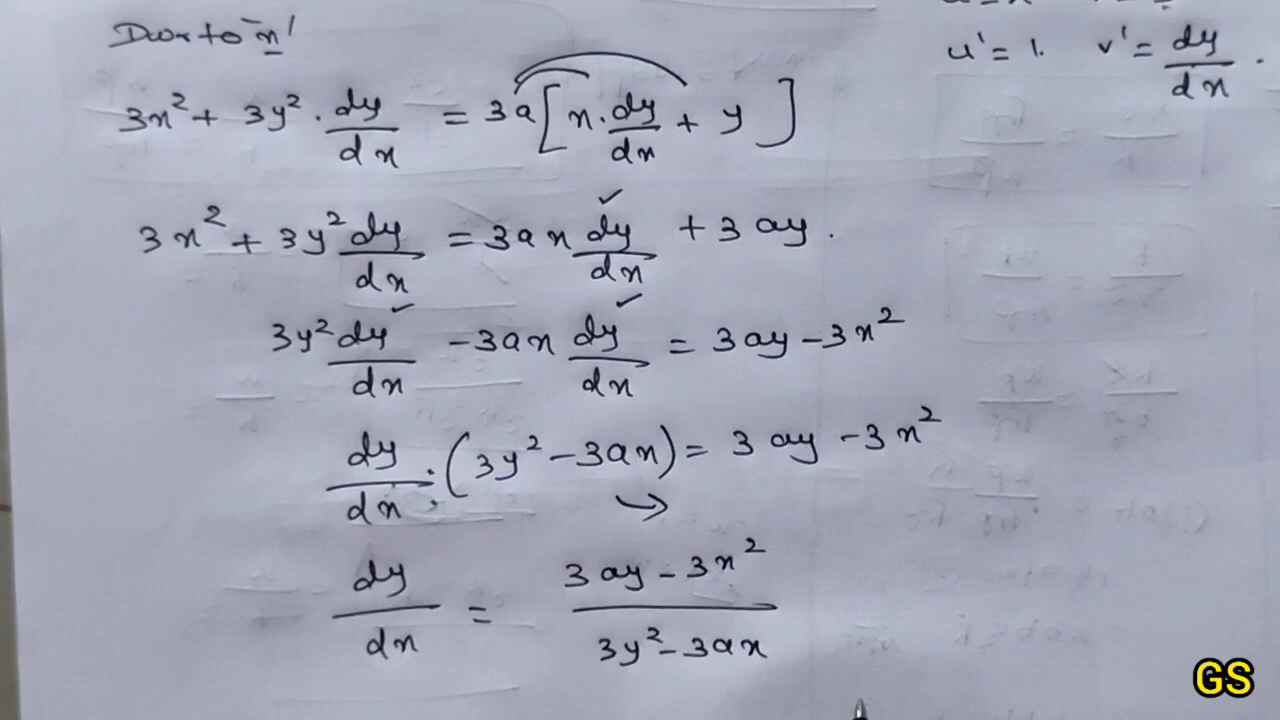 D w r to 'x'
u' = 1. v' = dy/dx.
3x² + 3y² · dy/dx = 3a [ x · dy/dx + y ]
3x² + 3y² dy/dx = 3ax dy/dx + 3ay.
3y² dy/dx - 3ax dy/dx = 3ay - 3x²
dy/dx · (3y² - 3ax) = 3ay - 3x²
dy/dx = 3ay - 3x² / 3y² - 3ax
GS